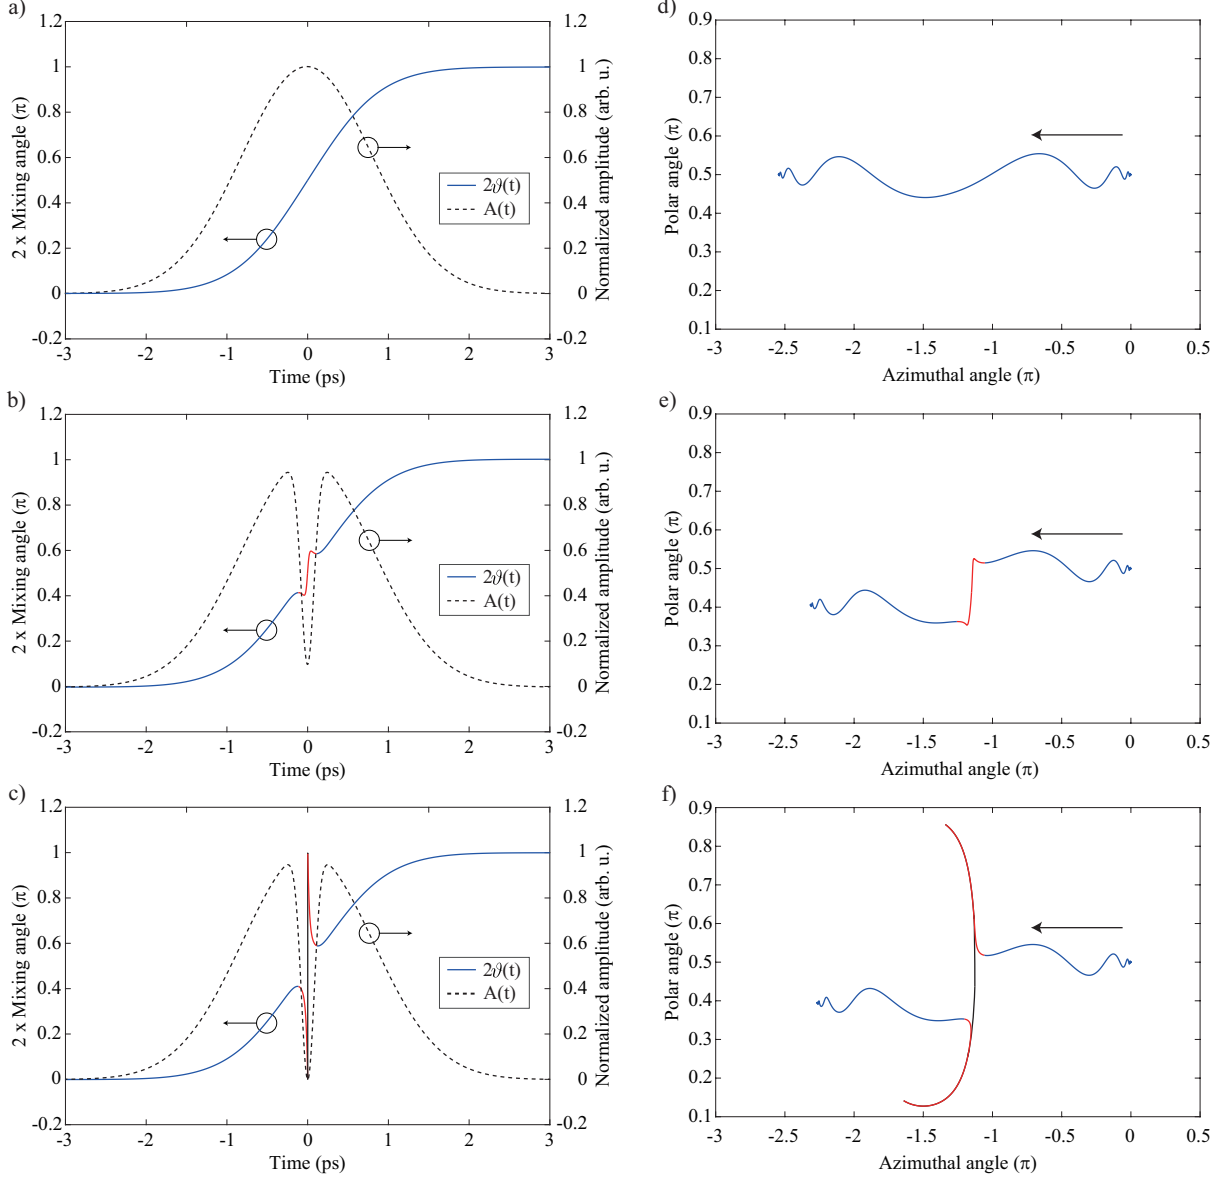 a)
1.2
1
0.8
0.6
0.4
0.2
0
-0.2
2 x Mixing angle (π)
1.2
1
0.8
0.6
0.4
0.2
0
-0.2
Normalized amplitude (arb. u.)
2ϑ(t)
A(t)
-3 -2 -1 0 1 2 3
Time (ps)
d)
0.9
0.8
0.7
0.6
0.5
0.4
0.3
0.2
0.1
Polar angle (π)
-3 -2.5 -2 -1.5 -1 -0.5 0 0.5
Azimuthal angle (π)
b)
1.2
1
0.8
0.6
0.4
0.2
0
-0.2
2 x Mixing angle (π)
1.2
1
0.8
0.6
0.4
0.2
0
-0.2
Normalized amplitude (arb. u.)
2ϑ(t)
A(t)
-3 -2 -1 0 1 2 3
Time (ps)
e)
0.9
0.8
0.7
0.6
0.5
0.4
0.3
0.2
0.1
Polar angle (π)
-3 -2.5 -2 -1.5 -1 -0.5 0 0.5
Azimuthal angle (π)
c)
1.2
1
0.8
0.6
0.4
0.2
0
-0.2
2 x Mixing angle (π)
1.2
1
0.8
0.6
0.4
0.2
0
-0.2
Normalized amplitude (arb. u.)
2ϑ(t)
A(t)
-3 -2 -1 0 1 2 3
Time (ps)
f)
0.9
0.8
0.7
0.6
0.5
0.4
0.3
0.2
0.1
Polar angle (π)
-3 -2.5 -2 -1.5 -1 -0.5 0 0.5
Azimuthal angle (π)